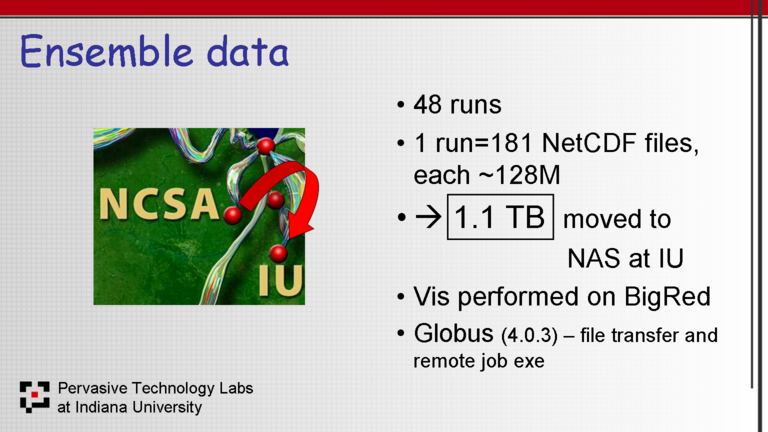 Ensemble data
NCSA
IU
• 48 runs
• 1 run=181 NetCDF files,
each ~128M
• → 1.1 TB moved to
NAS at IU
• Vis performed on BigRed
• Globus (4.0.3) – file transfer and
remote job exe
Pervasive Technology Labs
at Indiana University